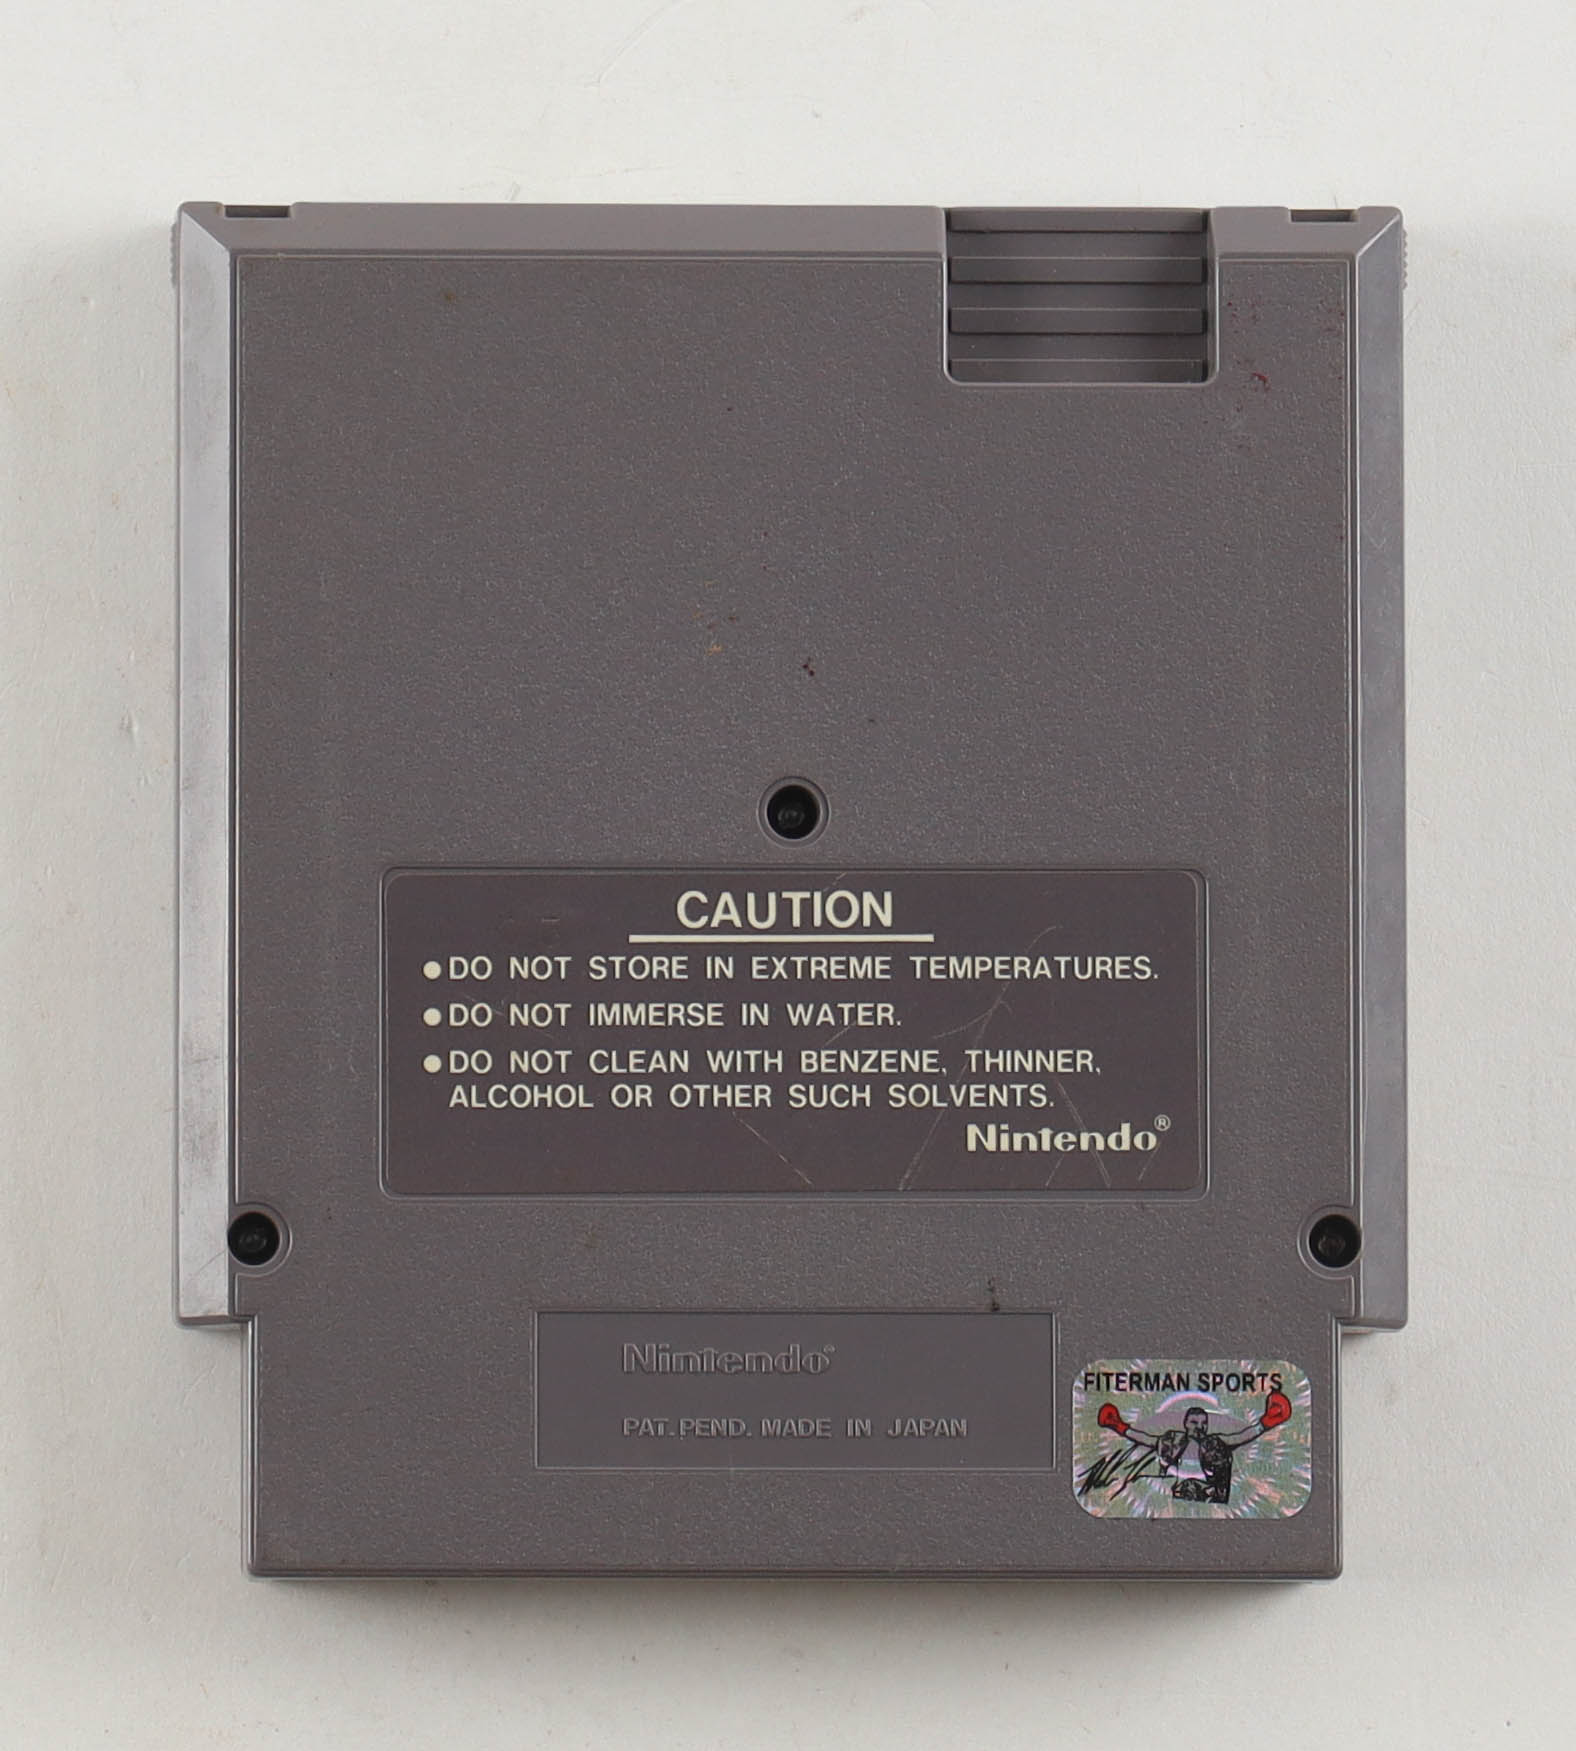 CAUTION
●DO NOT STORE IN EXTREME TEMPERATURES.
●DO NOT IMMERSE IN WATER.
●DO NOT CLEAN WITH BENZENE, THINNER,
ALCOHOL OR OTHER SUCH SOLVENTS.
Nintendo®
Nintendo®
PAT. PEND. MADE IN JAPAN
FITERMAN SPORTS